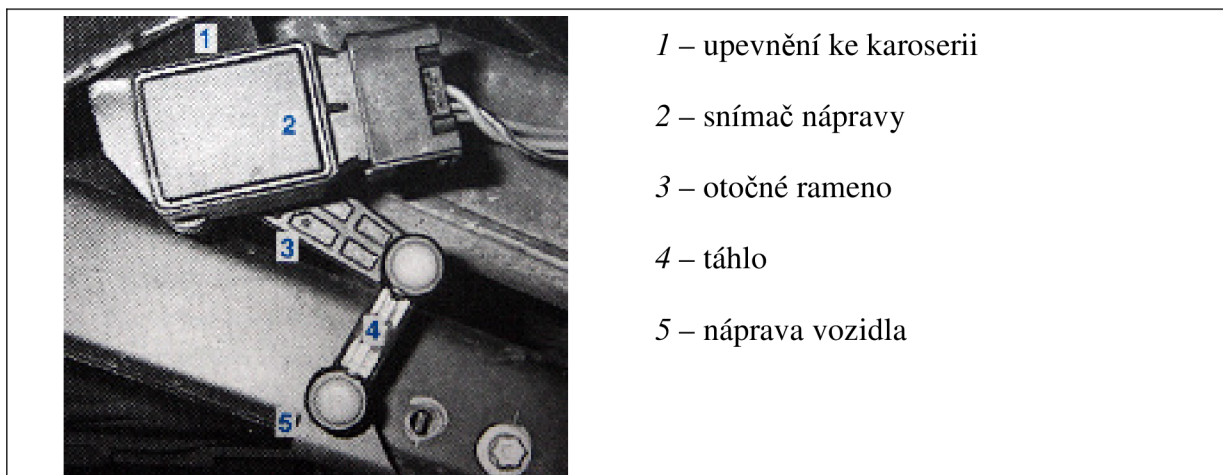 1
2
3
4
5
1 – upevnění ke karoserii
2 – snímač nápravy
3 – otočné rameno
4 – táhlo
5 – náprava vozidla